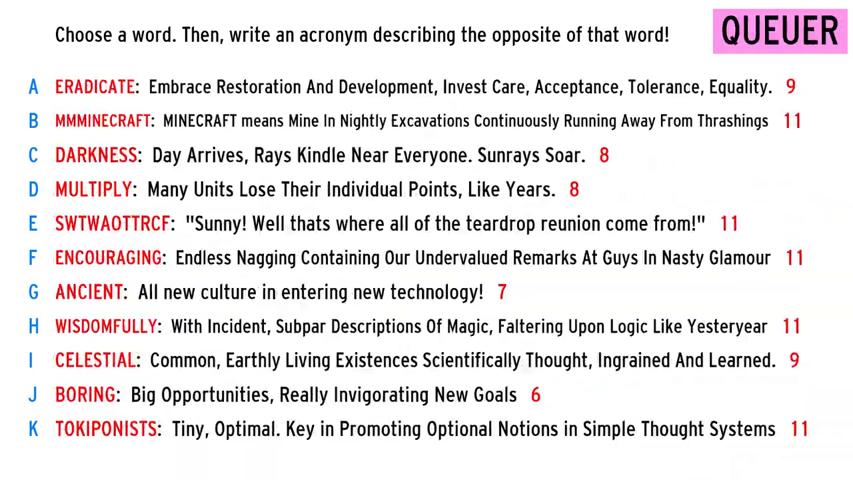 Choose a word. Then, write an acronym describing the opposite of that word!
QUEUER
A ERADICATE: Embrace Restoration And Development, Invest Care, Acceptance, Tolerance, Equality. 9
B MMMINECRAFT: MINECRAFT means Mine In Nightly Excavations Continuously Running Away From Thrashings 11
C DARKNESS: Day Arrives, Rays Kindle Near Everyone. Sunrays Soar. 8
D MULTIPLY: Many Units Lose Their Individual Points, Like Years. 8
E SWTWAOTTRCF: "Sunny! Well thats where all of the teardrop reunion come from!" 11
F ENCOURAGING: Endless Nagging Containing Our Undervalued Remarks At Guys In Nasty Glamour 11
G ANCIENT: All new culture in entering new technology! 7
H WISDOMFULLY: With Incident, Subpar Descriptions Of Magic, Faltering Upon Logic Like Yesteryear 11
I CELESTIAL: Common, Earthly Living Existences Scientifically Thought, Ingrained And Learned. 9
J BORING: Big Opportunities, Really Invigorating New Goals 6
K TOKIPONISTS: Tiny, Optimal. Key in Promoting Optional Notions in Simple Thought Systems 11